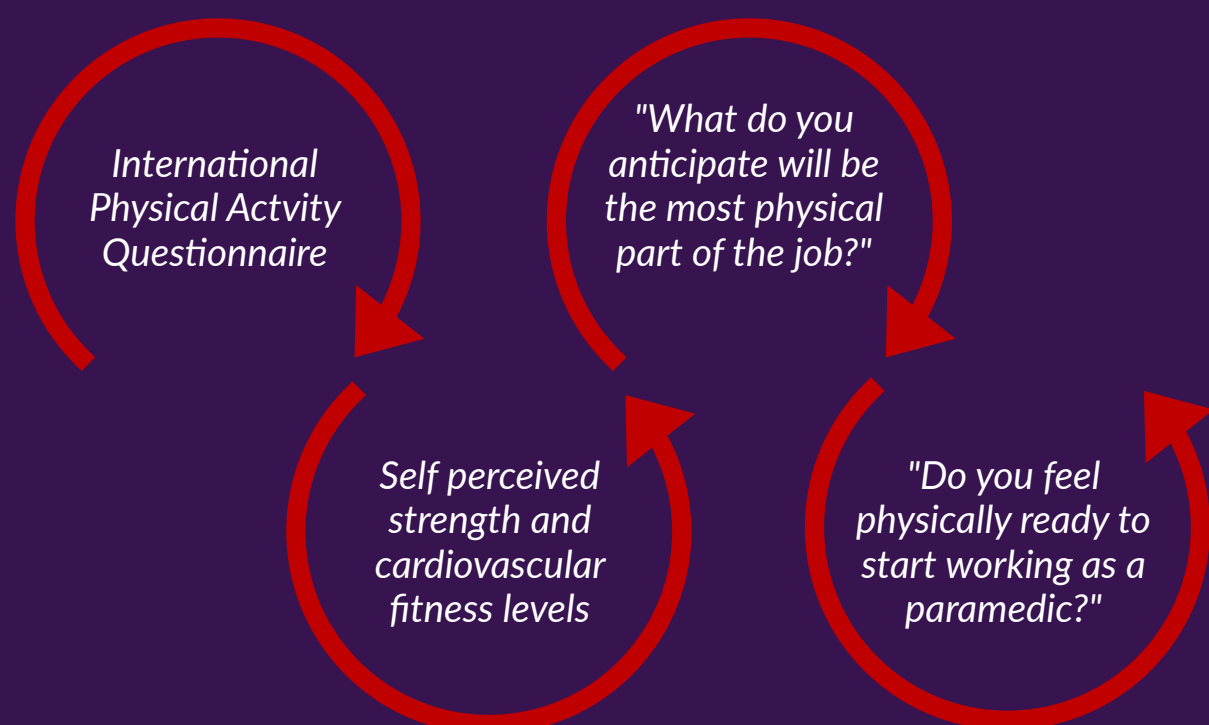 International
Physical Actvity
Questionnaire
Self perceived
strength and
cardiovascular
fitness levels
"What do you
anticipate will be
the most physical
part of the job?"
"Do you feel
physically ready to
start working as a
paramedic?"